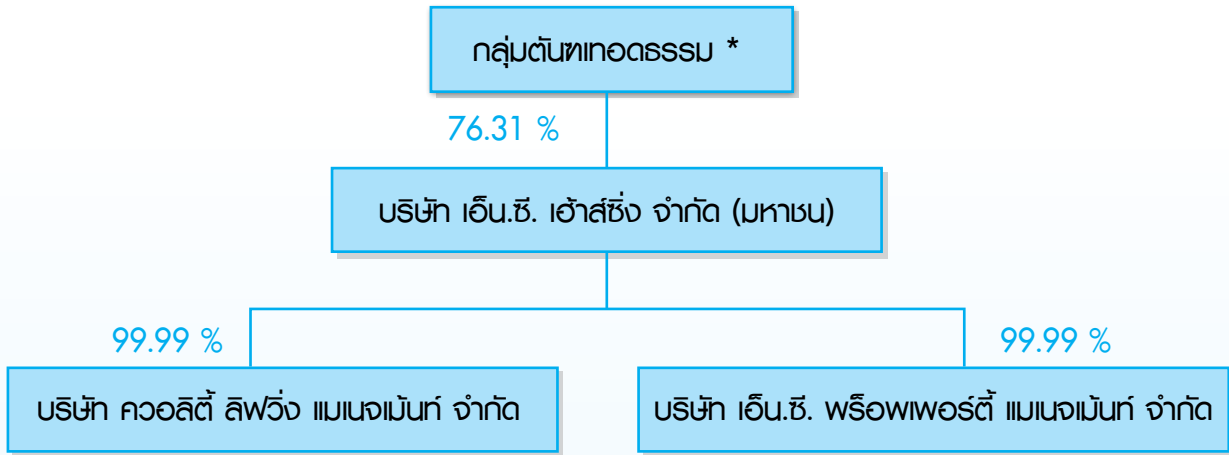 กลุ่มตันฑเทอดธรรม *
76.31 %
บริษัท เอ็น.ซี. เฮ้าส์ซิ่ง จำกัด (มหาชน)
99.99 %
99.99 %
บริษัท ควอลิตี้ ลิฟวิ่ง แมเนจเม้นท์ จำกัด
บริษัท เอ็น.ซี. พร็อพเพอร์ตี้ แมเนจเม้นท์ จำกัด